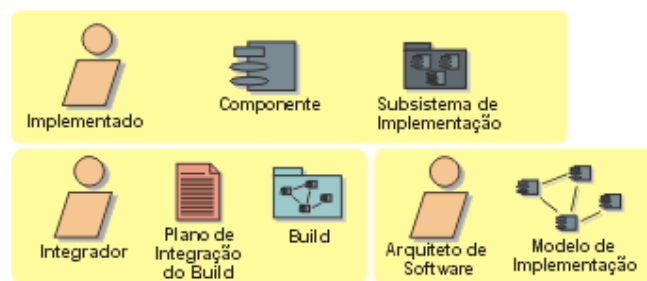 Implementado
Componente
Subsistema de
Implementação
Integrador
Plano de
Integração
do Build
Build
Arquiteto de
Software
Modelo de
Implementação